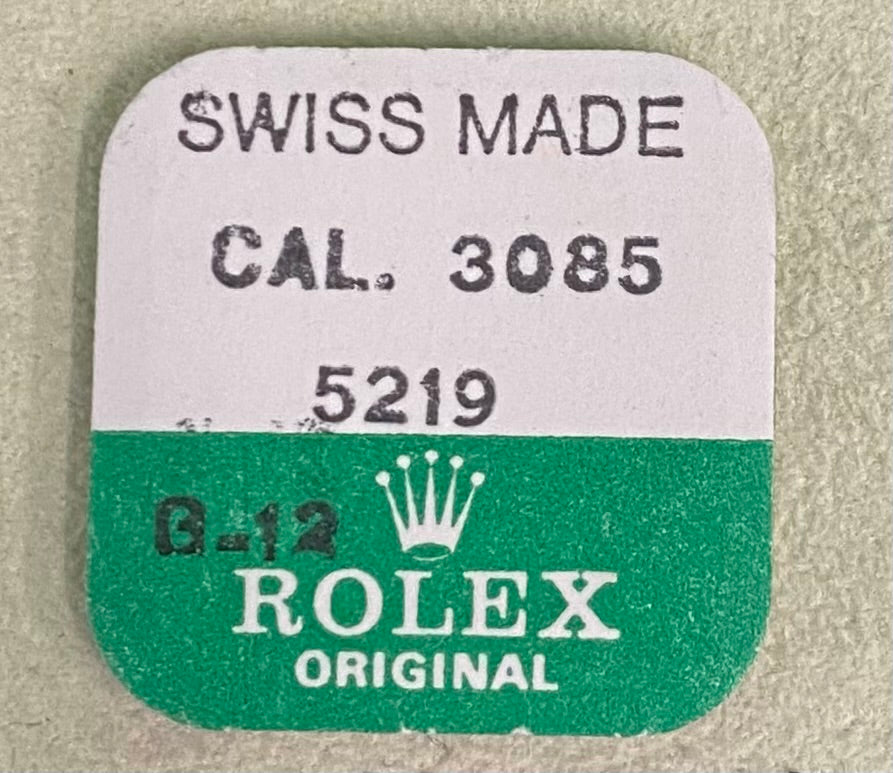 SWISS MADE
CAL. 3085
5219
B-12
ROLEX
ORIGINAL